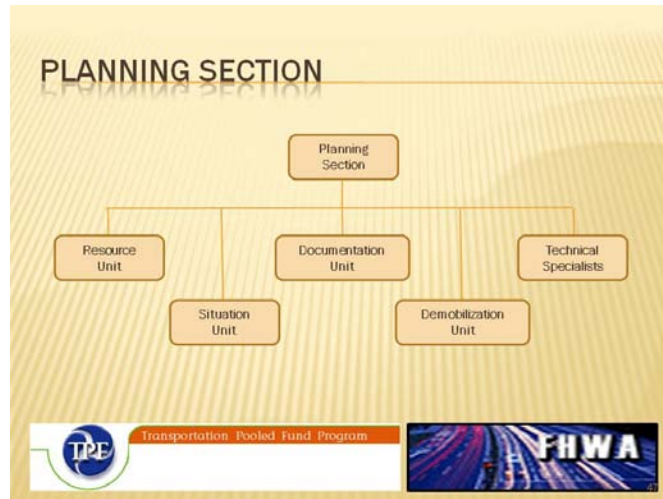 PLANNING SECTION
Planning
Section
Resource
Unit
Documentation
Unit
Technical
Specialists
Situation
Unit
Demobilization
Unit
TPF
Transportation Pooled Fund Program
FHWA
47